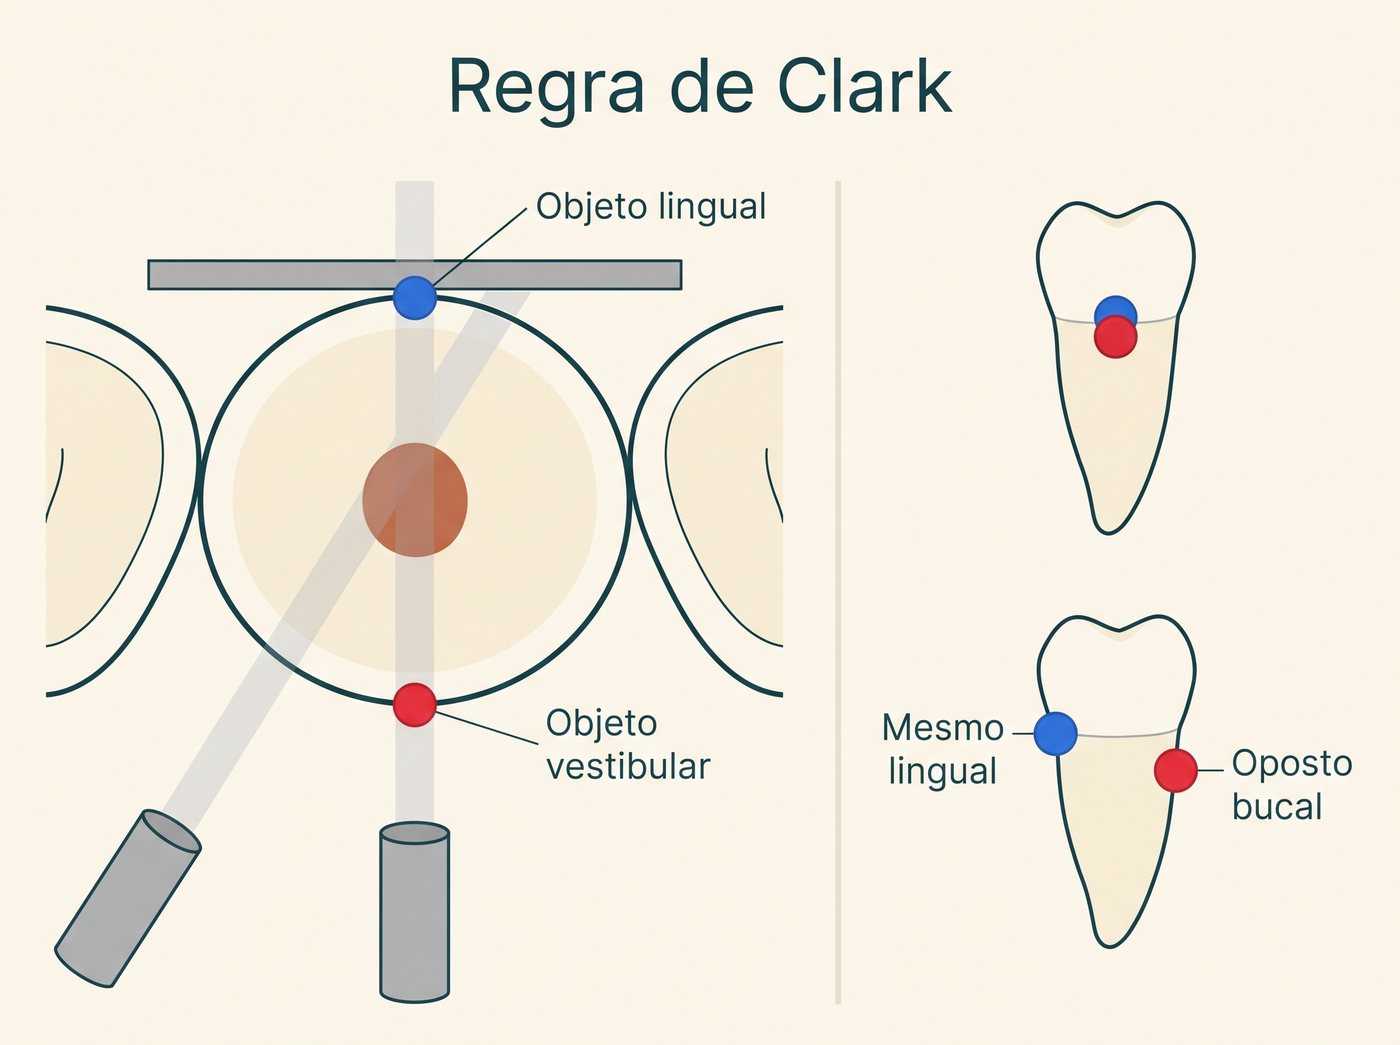 Regra de Clark
Objeto lingual
Objeto
vestibular
Mesmo
lingual
Oposto
bucal